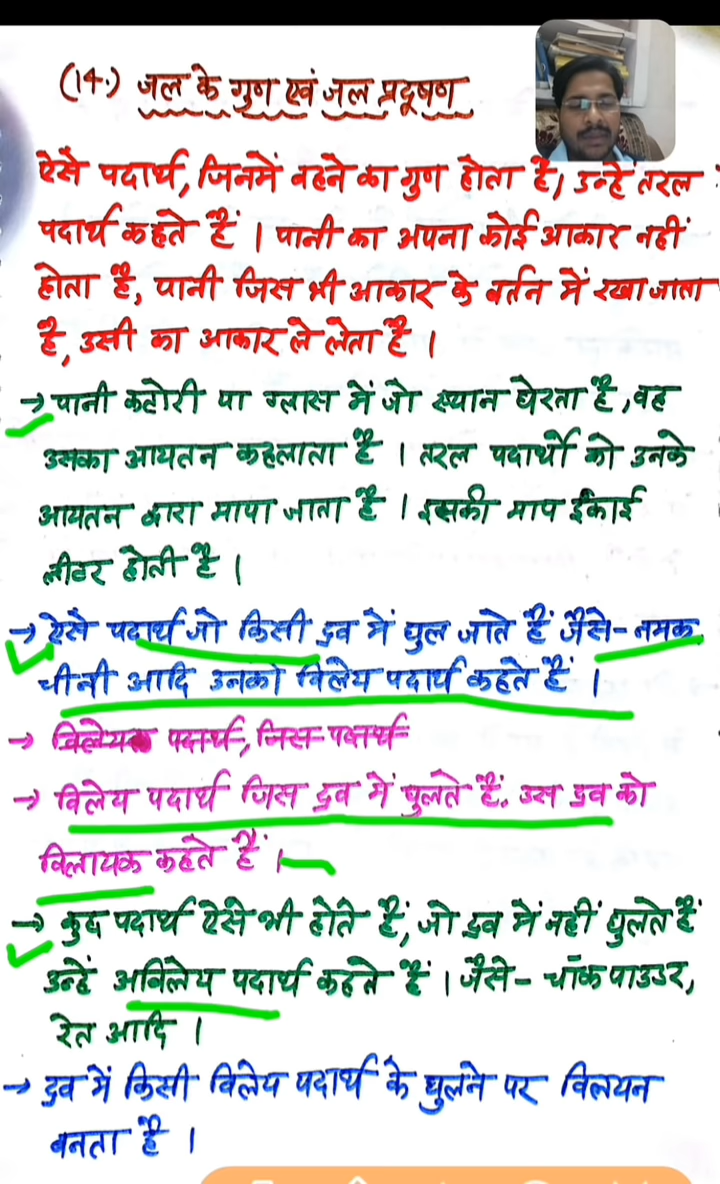 (14.) जल के गुण एवं जल प्रदूषण
ऐसे पदार्थ, जिनमें बहने का गुण होता है, उन्हें तरल
पदार्थ कहते हैं । पानी का अपना कोई आकार नहीं
होता है, पानी जिस भी आकार के बर्तन में रखा जाता
है, उसी का आकार ले लेता है ।
→ पानी कटोरी या ग्लास में जो स्थान घेरता है, वह
उसका आयतन कहलाता है । तरल पदार्थों को उनके
आयतन द्वारा मापा जाता है । इसकी माप ईकाई
लीटर होती है ।
→ ऐसे पदार्थ जो किसी द्रव में घुल जाते हैं जैसे- नमक,
चीनी आदि उनको विलेय पदार्थ कहते हैं ।
→ विलेय पदार्थ, जिस पदार्थ
→ विलेय पदार्थ जिस द्रव में घुलते हैं, उस द्रव को
विलायक कहते हैं ।
→ कुछ पदार्थ ऐसे भी होते हैं, जो द्रव में नहीं घुलते हैं
उन्हें अविलेय पदार्थ कहते हैं । जैसे- चॉक पाउडर,
रेत आदि ।
→ द्रव में किसी विलेय पदार्थ के घुलने पर विलयन
बनता है ।